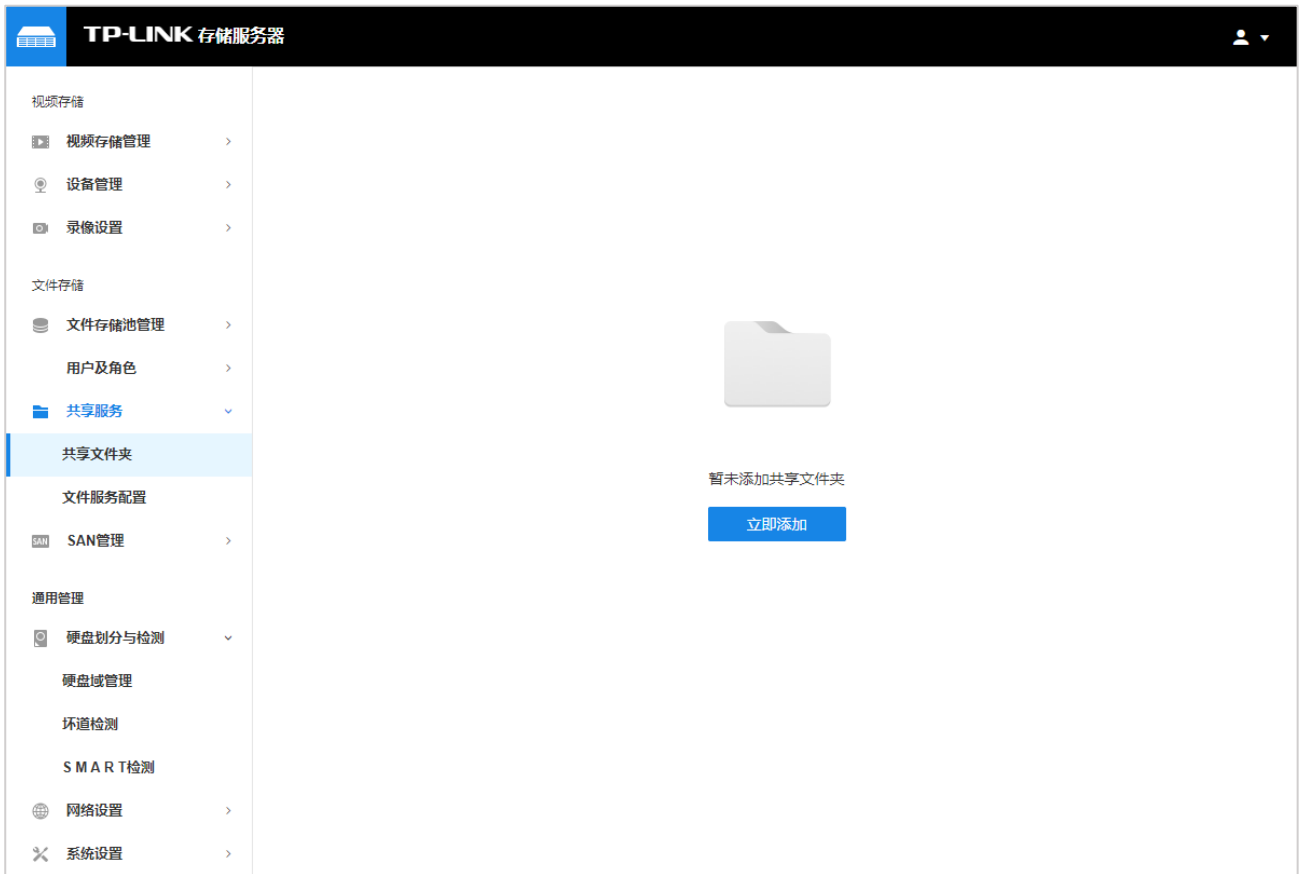 TP-LINK 存储服务器
视频存储
视频存储管理
设备管理
录像设置
文件存储
文件存储池管理
用户及角色
共享服务
共享文件夹
文件服务配置
SAN SAN管理
通用管理
硬盘划分与检测
硬盘域管理
坏道检测
S M A R T检测
网络设置
系统设置
暂未添加共享文件夹
立即添加